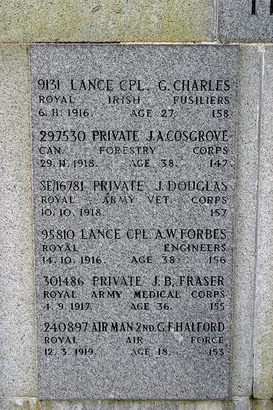 9131 LANCE CPL. G. CHARLES
ROYAL IRISH FUSILIERS
6. 11. 1916. AGE 27. 158
297530 PRIVATE J.A. COSGROVE
CAN. FORESTRY CORPS
29. 11. 1918. AGE 38. 147
SE/16781 PRIVATE J. DOUGLAS
ROYAL ARMY VET. CORPS
10. 10. 1918 157
95810 LANCE CPL. A.W. FORBES
ROYAL ENGINEERS
14. 10. 1916. AGE 38. 156
301486 PRIVATE J.B. FRASER
ROYAL ARMY MEDICAL CORPS
4. 9. 1917. AGE 36. 155
240897 AIRMAN 2ND. G.F. HALFORD
ROYAL AIR FORCE
12. 3. 1919. AGE 18. 153